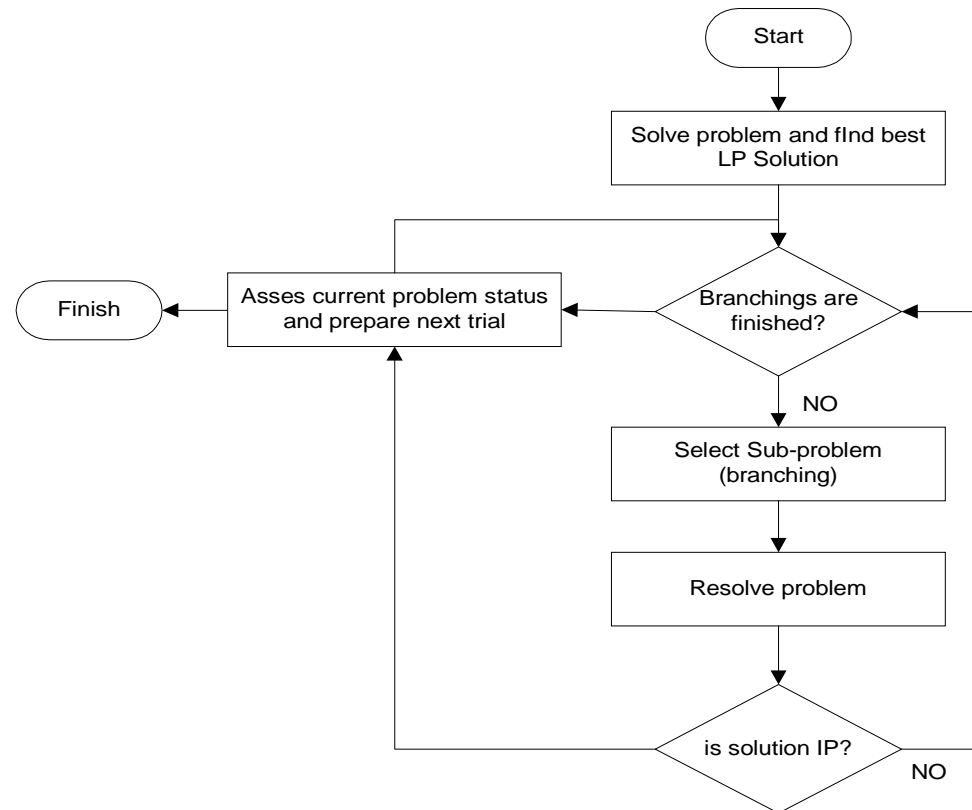 Start
Solve problem and fInd best
LP Solution
Branchings are
finished?
Asses current problem status
and prepare next trial
Finish
NO
Select Sub-problem
(branching)
Resolve problem
is solution IP?
NO